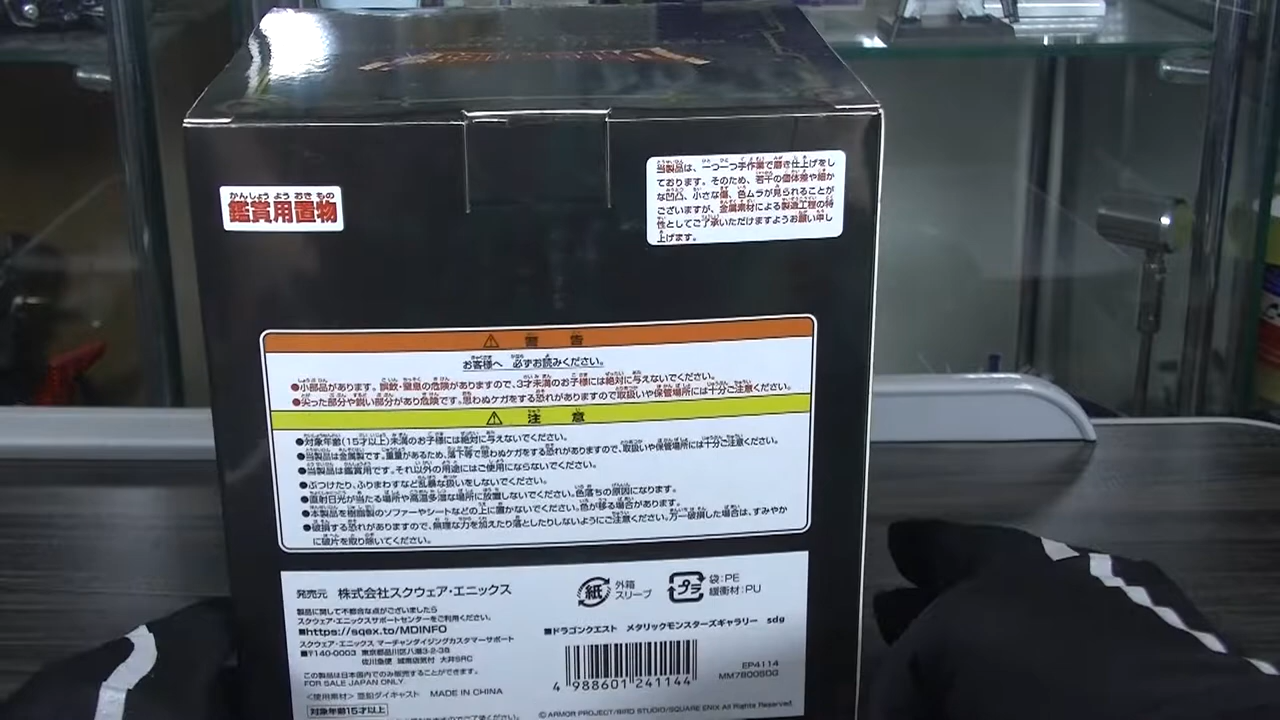 鑑賞用置物
当製品は、一つ一つ手作業で磨き仕上げをし
ております。そのため、若干の個体差や細か
な凹凸、小さな傷、色ムラが見られることが
ございますが、金属素材による製造工程の特
性としてご了承いただけますようお願い申し
上げます。
⚠ 警告
お客様へ 必ずお読みください。
●小部品があります。誤飲・窒息の危険がありますので、3才未満のお子様には絶対に与えないでください。
●尖った部分や鋭い部分があり危険です。思わぬケガをする恐れがありますので取扱いや保管場所には十分ご注意ください。
⚠ 注意
●対象年齢(15才以上)未満のお子様には絶対に与えないでください。
●当製品は金属製です。重量があるため、落下等で思わぬケガをする恐れがありますので、取扱いや保管場所には十分ご注意ください。
●当製品は鑑賞用です。それ以外の用途にはご使用にならないでください。
●ぶつけたり、ふりまわすなど乱暴な扱いをしないでください。
●直射日光が当たる場所や高温多湿な場所に放置しないでください。色落ちの原因になります。
●本製品を樹脂製のソファーやシートなどの上に置かないでください。色が移る場合があります。
●破損する恐れがありますので、無理な力を加えたり落としたりしないようにご注意ください。万一破損した場合は、すみやか
に破片を取り除いてください。
発売元 株式会社スクウェア・エニックス
製品に関して不都合な点がございましたら
スクウェア・エニックスサポートセンターをご利用ください。
■https://sqex.to/MDINFO
スクウェア・エニックス マーチャンダイジングカスタマーサポート
■〒140-0003 東京都品川区八潮3-2-38
佐川急便 城南店気付 大井SRC
この製品は日本国内でのみ販売することができます。
FOR SALE JAPAN ONLY
<使用素材> 亜鉛ダイキャスト MADE IN CHINA
対象年齢15才以上
紙 外箱
スリーブ
プラ 袋:PE
緩衝材:PU
■ドラゴンクエスト メタリックモンスターズギャラリー sdg
4 988601 241144
EP4114
© ARMOR PROJECT/BIRD STUDIO/SQUARE ENIX All Rights Reserved.